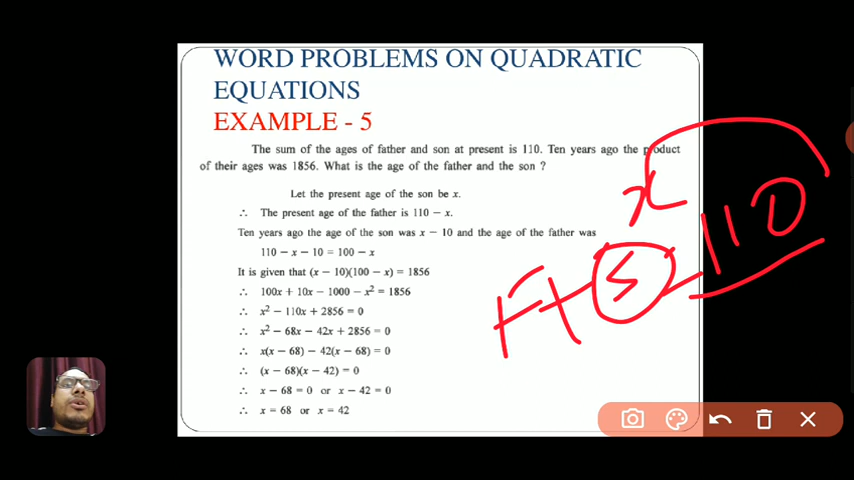 WORD PROBLEMS ON QUADRATIC
EQUATIONS
EXAMPLE - 5
The sum of the ages of father and son at present is 110. Ten years ago the product
of their ages was 1856. What is the age of the father and the son ?
Let the present age of the son be x.
∴ The present age of the father is 110 − x.
Ten years ago the age of the son was x − 10 and the age of the father was
110 − x − 10 = 100 − x
It is given that (x − 10)(100 − x) = 1856
∴ 100x + 10x − 1000 − x² = 1856
∴ x² − 110x + 2856 = 0
∴ x² − 68x − 42x + 2856 = 0
∴ x(x − 68) − 42(x − 68) = 0
∴ (x − 68)(x − 42) = 0
∴ x − 68 = 0 or x − 42 = 0
∴ x = 68 or x = 42
x
F + S = 110